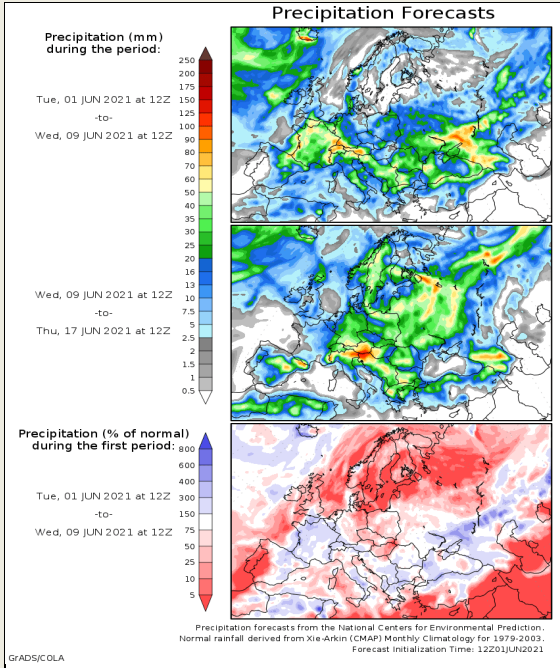 Precipitation Forecasts
Precipitation (mm)
during the period:
250
200
175
150
125
100
90
80
70
60
50
40
35
30
25
20
16
13
10
7.5
5
2.5
2
1.5
1
0.5
Tue, 01 JUN 2021 at 12Z
-to-
Wed, 09 JUN 2021 at 12Z
Wed, 09 JUN 2021 at 12Z
-to-
Thu, 17 JUN 2021 at 12Z
Precipitation (% of normal)
during the first period:
800
600
400
300
150
75
50
25
10
5
Tue, 01 JUN 2021 at 12Z
-to-
Wed, 09 JUN 2021 at 12Z
Precipitation forecasts from the National Centers for Environmental Prediction.
Normal rainfall derived from Xie-Arkin (CMAP) Monthly Climatology for 1979-2003.
Forecast Initialization Time: 12Z01JUN2021
GrADS/COLA